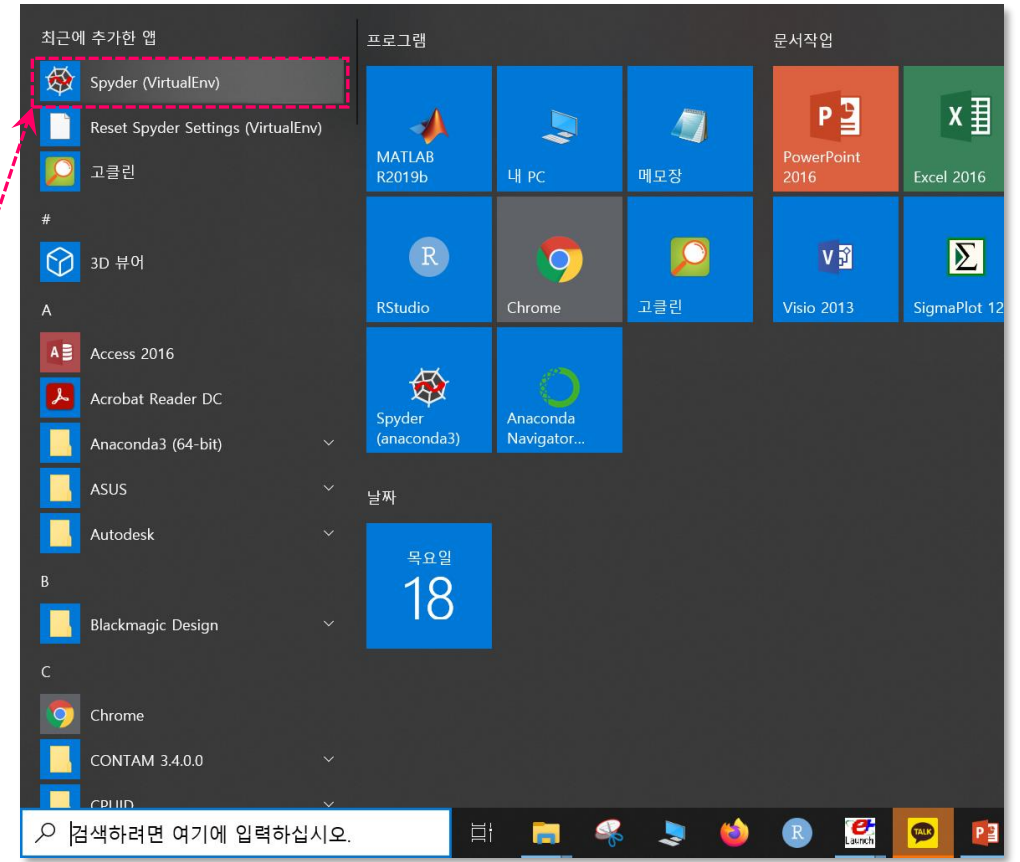 최근에 추가한 앱
Spyder (VirtualEnv)
Reset Spyder Settings (VirtualEnv)
고클린
#
3D 뷰어
A
Access 2016
Acrobat Reader DC
Anaconda3 (64-bit)
ASUS
Autodesk
B
Blackmagic Design
C
Chrome
CONTAM 3.4.0.0
CPUID
프로그램
MATLAB
R2019b
내 PC
메모장
RStudio
Chrome
고클린
Spyder
(anaconda3)
Anaconda
Navigator...
날짜
목요일
18
문서작업
PowerPoint
2016
Excel 2016
Visio 2013
SigmaPlot 12
검색하려면 여기에 입력하십시오.
R
e
Launch
TALK
P